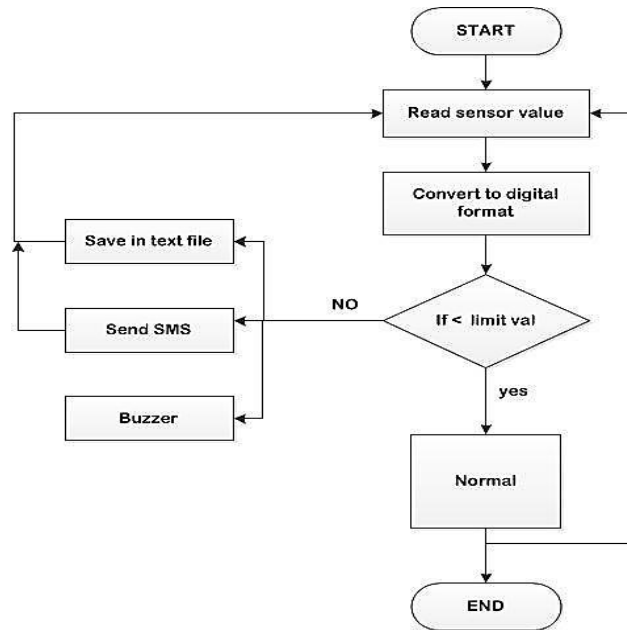 START
Read sensor value
Convert to digital
format
Save in text file
NO
Send SMS
If < limit val
yes
Buzzer
Normal
END